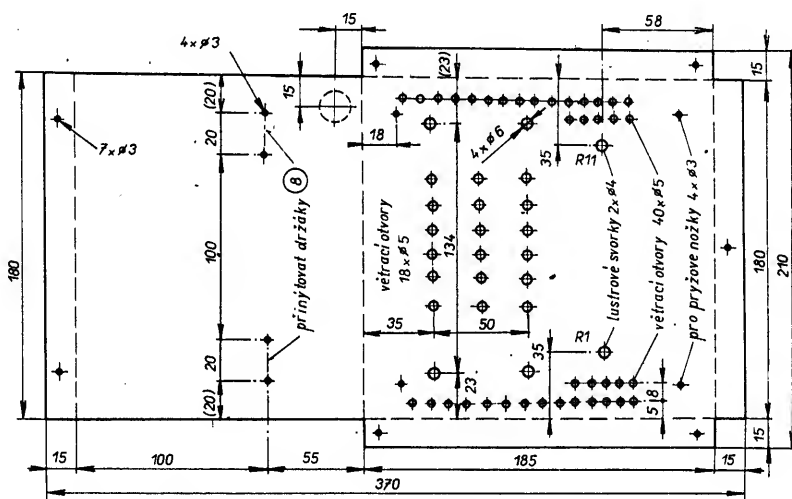 15
58
4×ø3
(20)
15
(23)
15
20
18
4×ø6
35
R11
7×ø3
8
přinýtovat držáky
větrací otvory
18×ø5
134
lustrové svorky 2×ø4
větrací otvory 40×ø5
pro pryžove nožky 4×ø3
180
100
180
210
35
50
R1
35
20
23
(20)
5
8
15
15
100
55
185
15
370